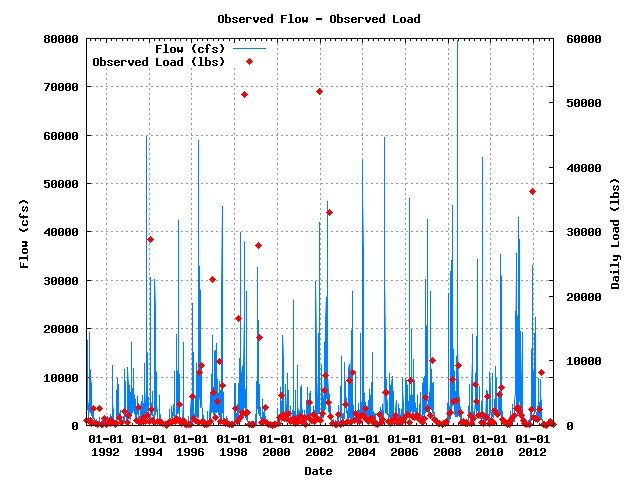 Observed Flow - Observed Load
80000
70000
60000
50000
40000
30000
20000
10000
0
60000
50000
40000
30000
20000
10000
0
Flow (cfs)
Observed Load (lbs)
Flow (cfs)
Daily Load (lbs)
01-01 01-01 01-01 01-01 01-01 01-01 01-01 01-01 01-01 01-01 01-01
1992 1994 1996 1998 2000 2002 2004 2006 2008 2010 2012
Date